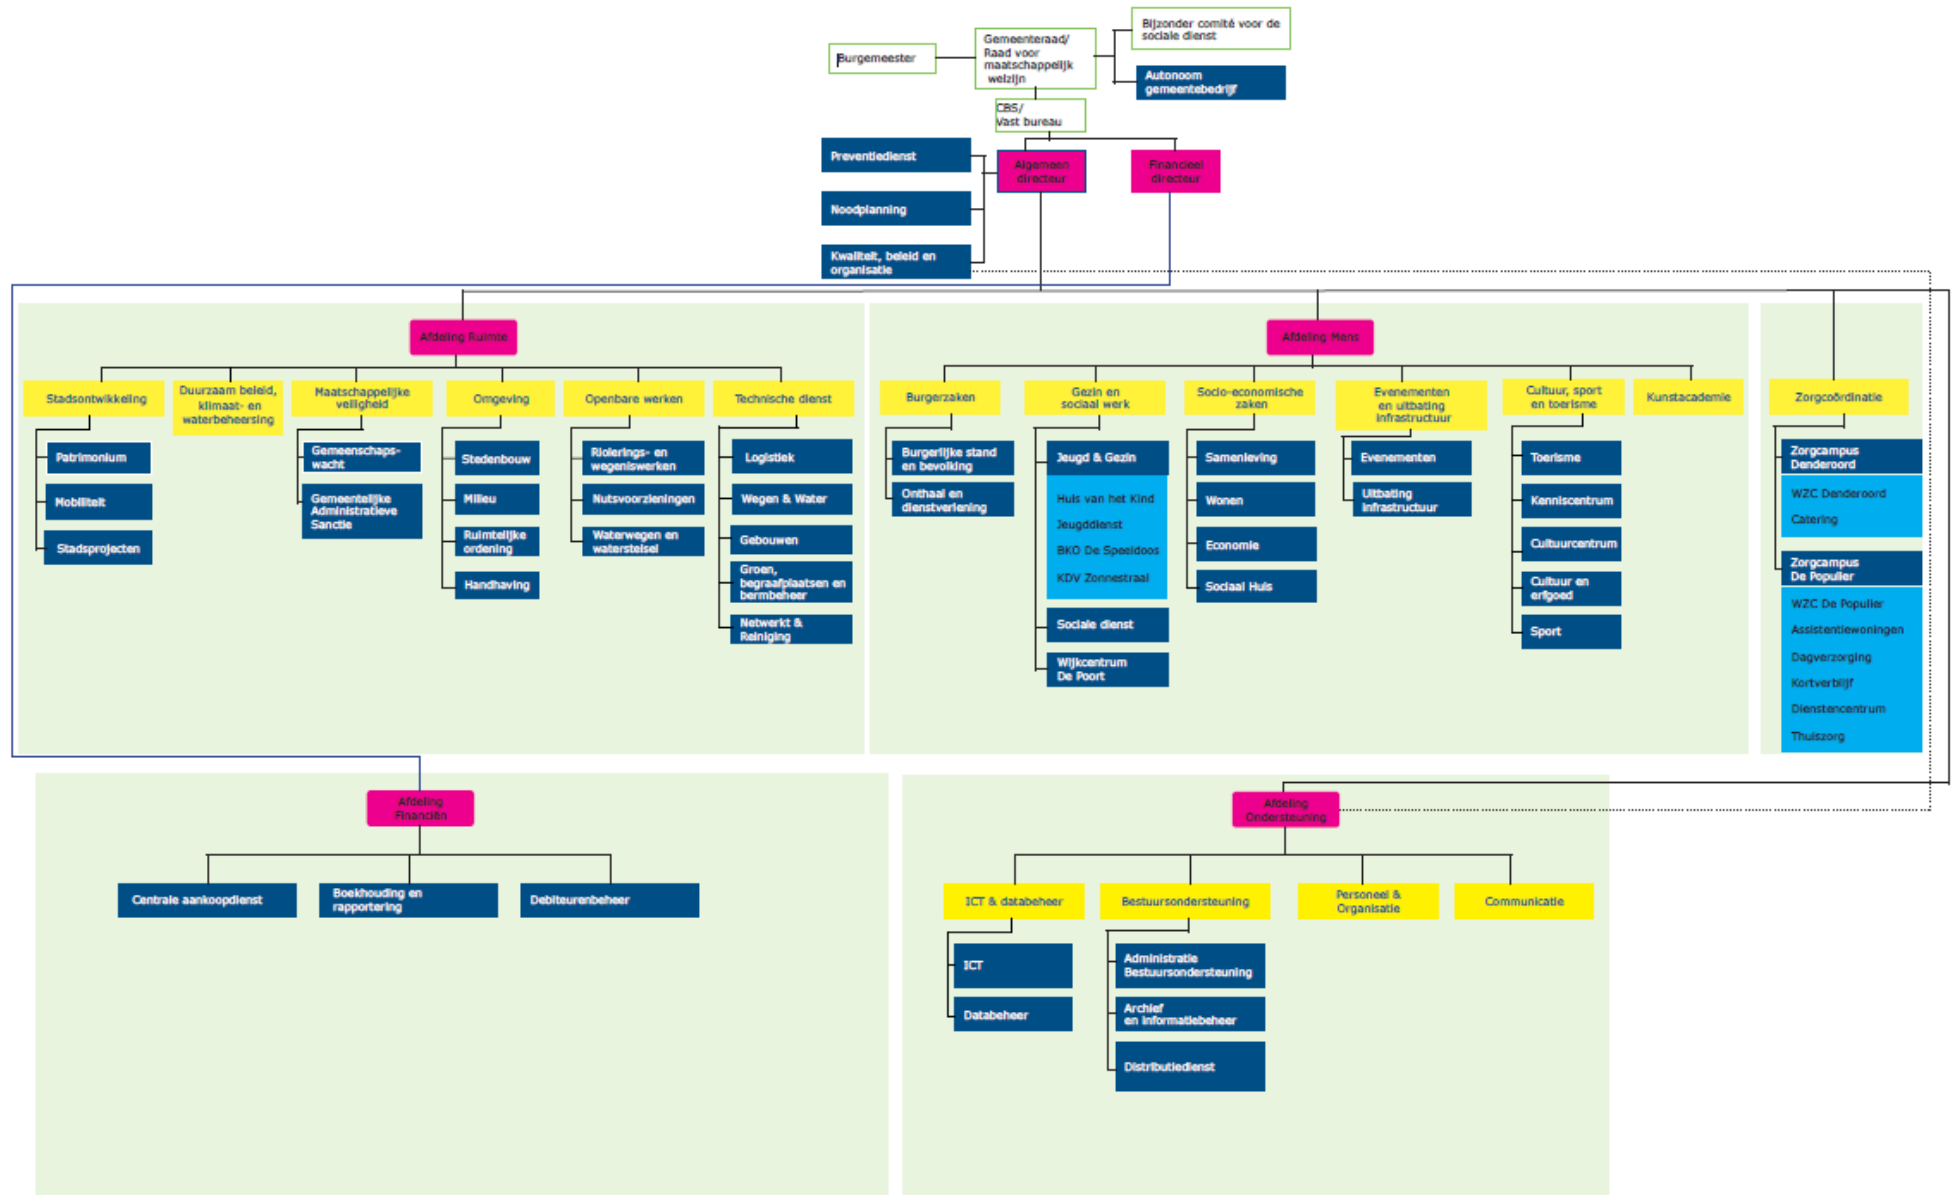 Bijzonder comité voor de
sociale dienst
Burgemeester
Gemeenteraad/
Raad voor
maatschappelijk
welzijn
Autonoom
gemeentebedrijf
CBS/
Vast bureau
Preventiedienst
Algemeen
directeur
Financieel
directeur
Noodplanning
Kwaliteit, beleid en
organisatie
Afdeling Ruimte
Stadsontwikkeling
Patrimonium
Mobiliteit
Stadsprojecten
Duurzaam beleid,
klimaat- en
waterbeheersing
Maatschappelijke
veiligheid
Gemeenschaps-
wacht
Gemeentelijke
Administratieve
Sanctie
Omgeving
Stedenbouw
Milieu
Ruimtelijke
ordening
Handhaving
Openbare werken
Riolerings- en
wegeniswerken
Nutsvoorzieningen
Waterwegen en
waterstelsel
Technische dienst
Logistiek
Wegen & Water
Gebouwen
Groen,
begraafplaatsen en
bermbeheer
Netwerkt &
Reiniging
Afdeling Mens
Burgerzaken
Burgerlijke stand
en bevolking
Onthaal en
dienstverlening
Gezin en
sociaal werk
Jeugd & Gezin
Huis van het Kind
Jeugddienst
BKO De Speeldoos
KDV Zonnestraal
Sociale dienst
Wijkcentrum
De Poort
Socio-economische
zaken
Samenleving
Wonen
Economie
Sociaal Huis
Evenementen
en uitbating
infrastructuur
Evenementen
Uitbating
infrastructuur
Cultuur, sport
en toerisme
Toerisme
Kenniscentrum
Cultuurcentrum
Cultuur en
erfgoed
Sport
Kunstacademie
Zorgcoördinatie
Zorgcampus
Denderoord
WZC Denderoord
Catering
Zorgcampus
De Populier
WZC De Populier
Assistentiewoningen
Dagverzorging
Kortverblijf
Dienstencentrum
Thuiszorg
Afdeling
Financiën
Centrale aankoopdienst
Boekhouding en
rapportering
Debiteurenbeheer
Afdeling
Ondersteuning
ICT & databeheer
ICT
Databeheer
Bestuursondersteuning
Administratie
Bestuursondersteuning
Archief
en informatiebeheer
Distributiedienst
Personeel &
Organisatie
Communicatie